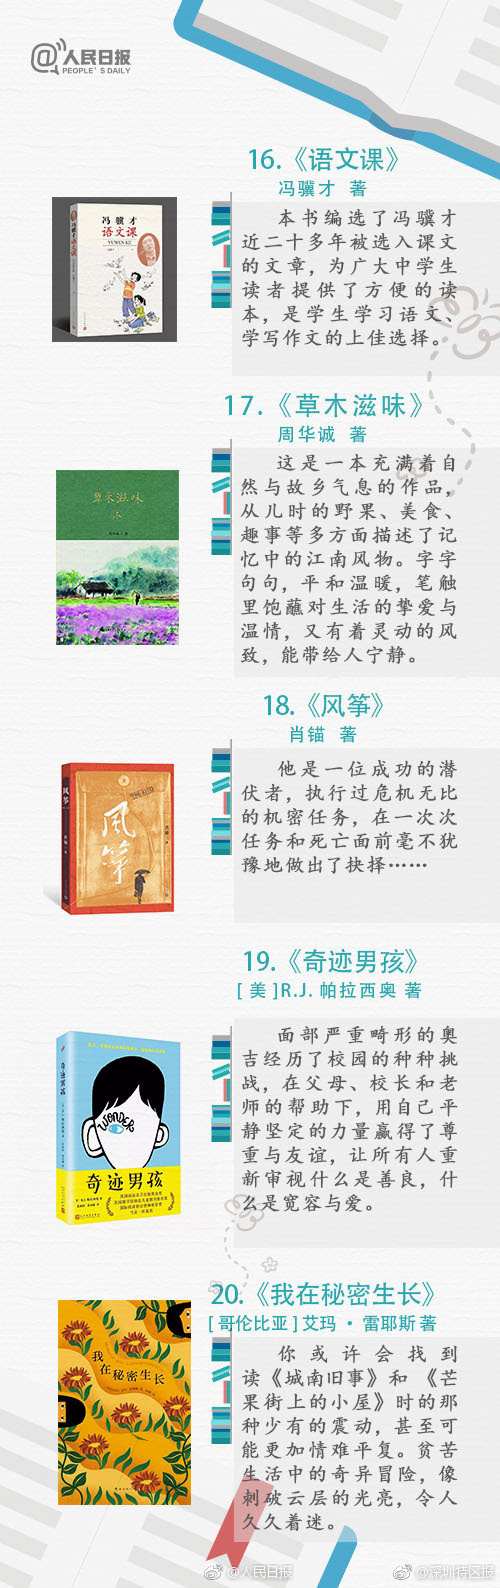 @人民日报
PEOPLE'S DAILY
16.《语文课》
冯骥才 著
冯骥才
语文课
YUWEN KE
本书编选了冯骥才
近二十多年被选入课文
的文章，为广大中学生
读者提供了方便的读
本，是学生学习语文、
学写作文的上佳选择。
17.《草木滋味》
周华诚 著
草木滋味
这是一本充满着自
然与故乡气息的作品，
从儿时的野果、美食、
趣事等多方面描述了记
忆中的江南风物。字字
句句，平和温暖，笔触
里饱蘸对生活的挚爱与
温情，又有着灵动的风
致，能带给人宁静。
18.《风筝》
肖锚 著
风筝
风筝
他是一位成功的潜
伏者，执行过危机无比
的机密任务，在一次次
任务和死亡面前毫不犹
豫地做出了抉择……
19.《奇迹男孩》
[ 美 ]R.J. 帕拉西奥 著
奇迹男孩
WONDER
奇迹男孩
面部严重畸形的奥
吉经历了校园的种种挑
战，在父母、校长和老
师的帮助下，用自己平
静坚定的力量赢得了尊
重与友谊，让所有人重
新审视什么是善良，什
么是宽容与爱。
20.《我在秘密生长》
[ 哥伦比亚 ] 艾玛 · 雷耶斯 著
我
在秘密生长
你或许会找到
读《城南旧事》和 《芒
果街上的小屋》时的那
种少有的震动，甚至可
能更加情难平复。贫苦
生活中的奇异冒险，像
刺破云层的光亮，令人
久久着迷。
@人民日报
@深圳特区报